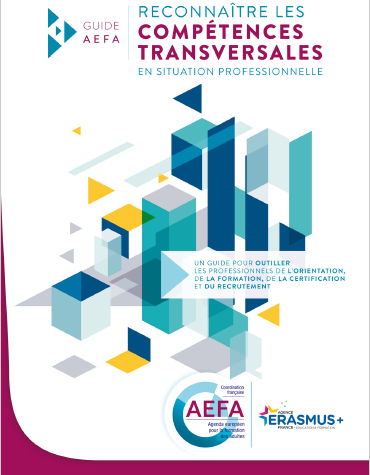 GUIDE
AEFA
RECONNAÎTRE LES
COMPÉTENCES
TRANSVERSALES
EN SITUATION PROFESSIONNELLE
UN GUIDE POUR OUTILLER
LES PROFESSIONNELS DE L'ORIENTATION,
DE LA FORMATION, DE LA CERTIFICATION
ET DU RECRUTEMENT
Coordination
française
AEFA
Agenda européen
pour la formation
des adultes
AGENCE
ERASMUS+
FRANCE / ÉDUCATION FORMATION